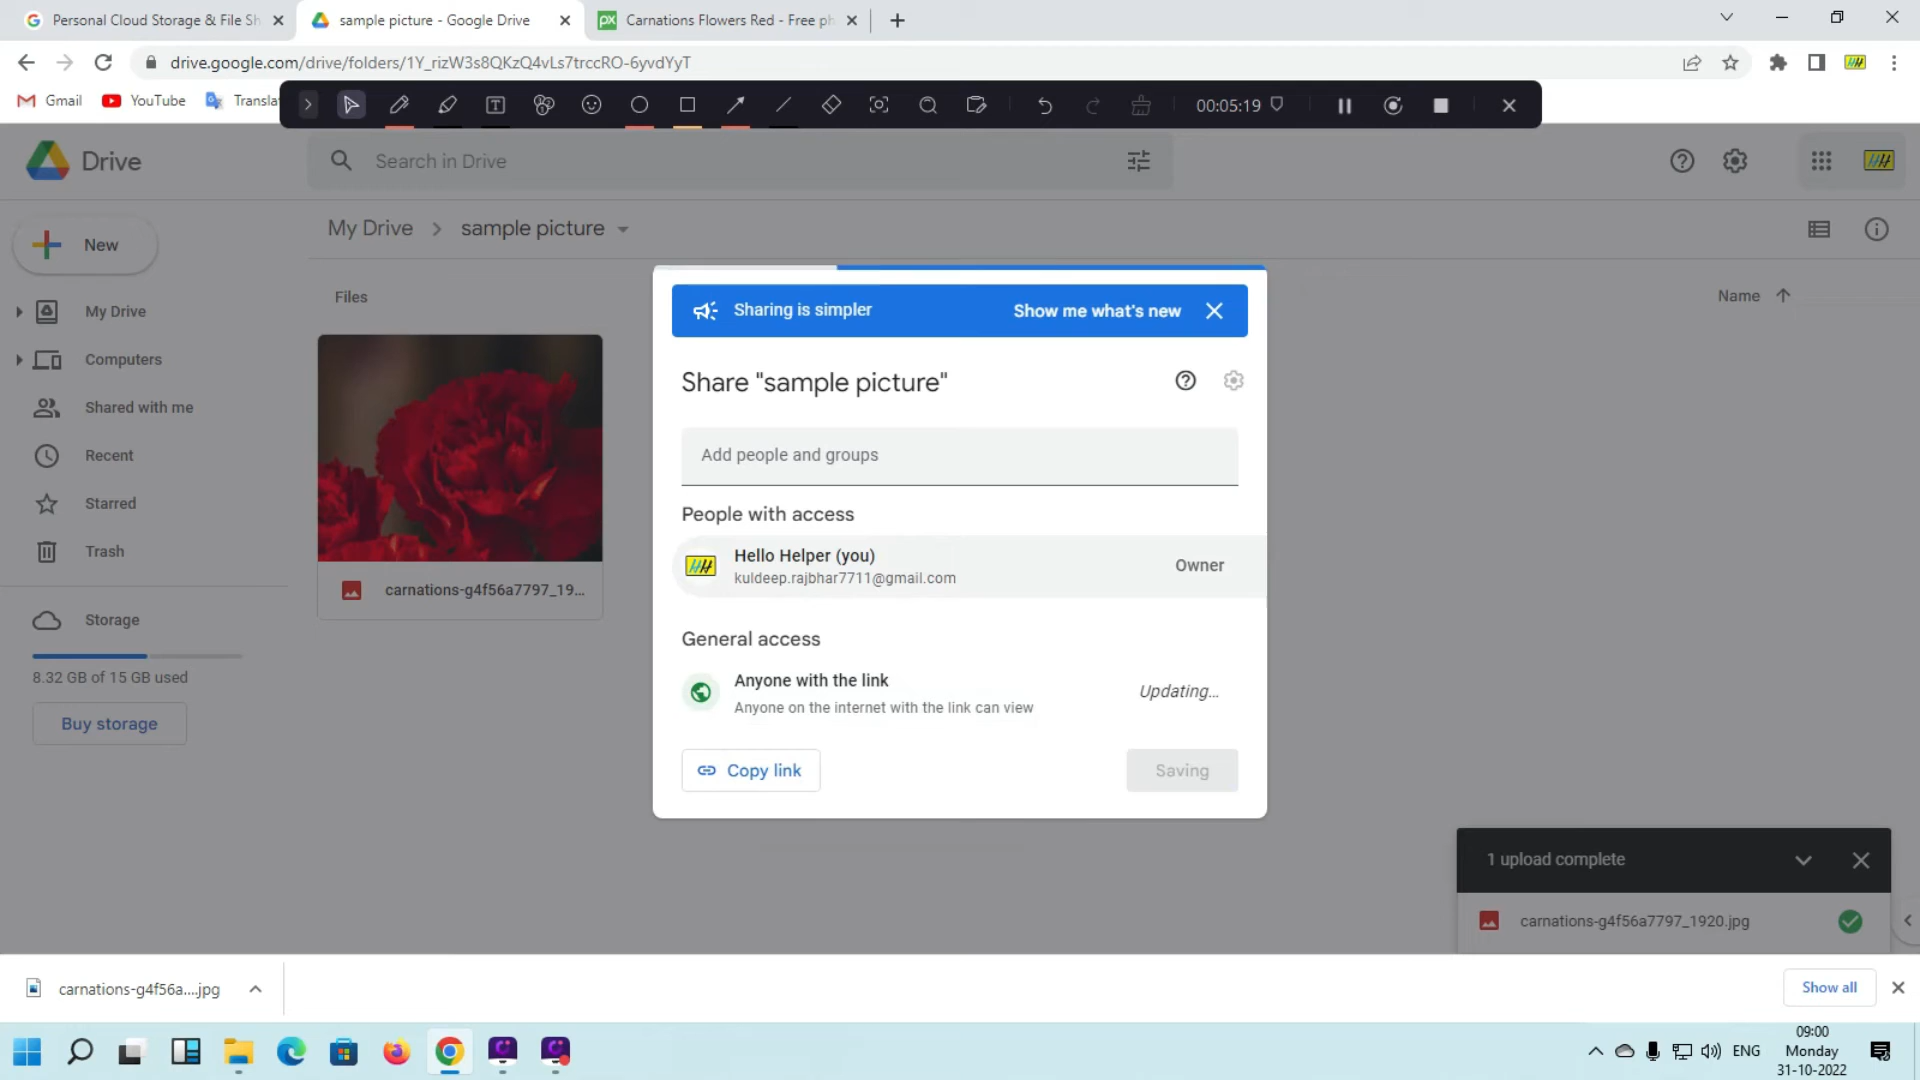 Personal Cloud Storage & File Sh
sample picture - Google Drive
Carnations Flowers Red - Free ph
drive.google.com/drive/folders/1Y_rizW3s8QKzQ4vLs7trccRO-6yvdYyT
Gmail
YouTube
Translat
00:05:19
Drive
Search in Drive
New
My Drive
sample picture
My Drive
Computers
Shared with me
Recent
Starred
Trash
Storage
8.32 GB of 15 GB used
Buy storage
Files
Name
carnations-g4f56a7797_19...
Sharing is simpler
Show me what's new
Share "sample picture"
Add people and groups
People with access
Hello Helper (you)
kuldeep.rajbhar7711@gmail.com
Owner
General access
Anyone with the link
Anyone on the internet with the link can view
Updating...
Copy link
Saving
1 upload complete
carnations-g4f56a7797_1920.jpg
carnations-g4f56a....jpg
Show all
ENG
09:00
Monday
31-10-2022